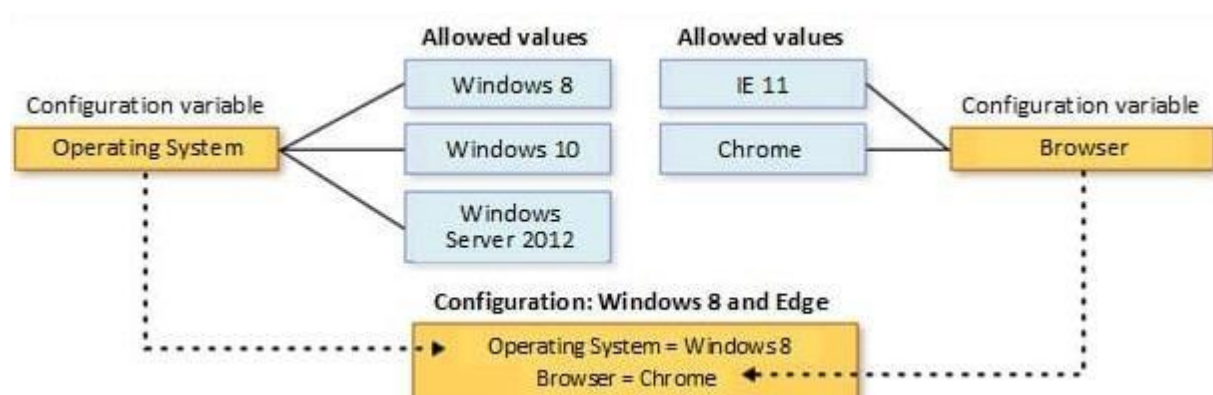 Allowed values
Allowed values
Windows 8
IE 11
Configuration variable
Configuration variable
Operating System
Windows 10
Chrome
Browser
Windows
Server 2012
Configuration: Windows 8 and Edge
Operating System = Windows 8
Browser = Chrome